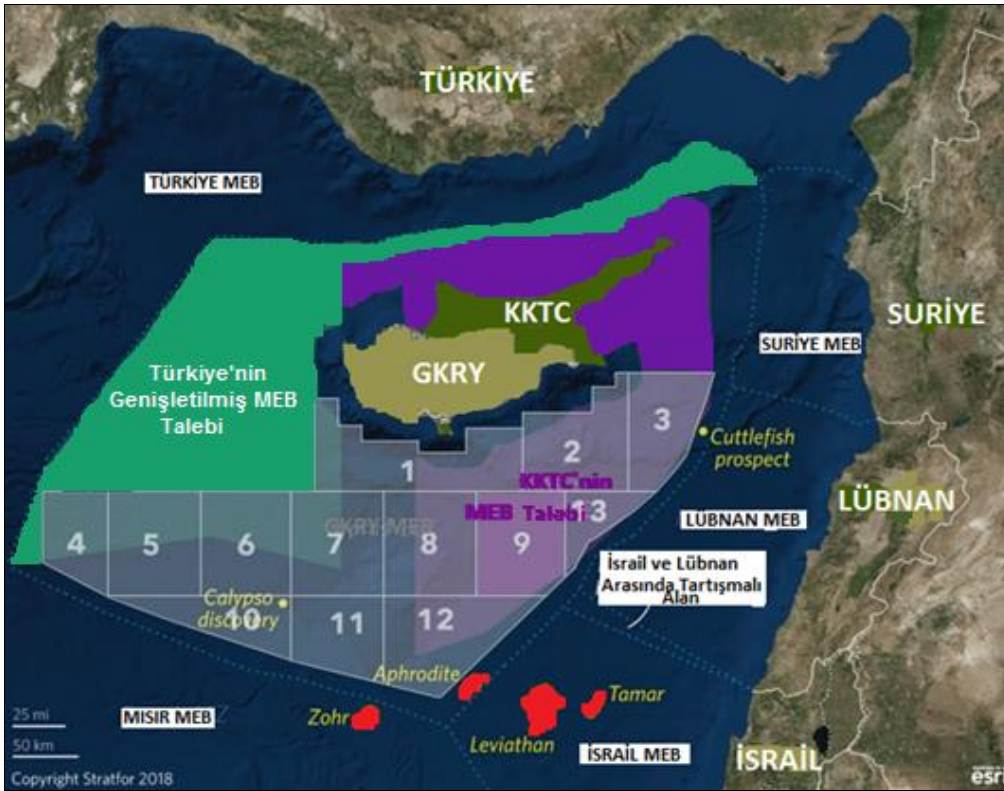 TÜRKİYE
TÜRKİYE MEB
KKTC
SURİYE
SURİYE MEB
GKRY
Türkiye'nin
Genişletilmiş MEB
Talebi
3
Cuttlefish
prospect
1
2
KKTC'nin
MEB Talebi
13
LÜBNAN
LÜBNAN MEB
GKRY MEB
4
5
6
7
8
9
İsrail ve Lübnan
Arasında Tartışmalı
Alan
Calypso
discovery
10
11
12
Aphrodite
Zohr
Leviathan
Tamar
25 mi
50 km
MISIR MEB
İSRAİL MEB
İSRAİL
Copyright Stratfor 2018
esri